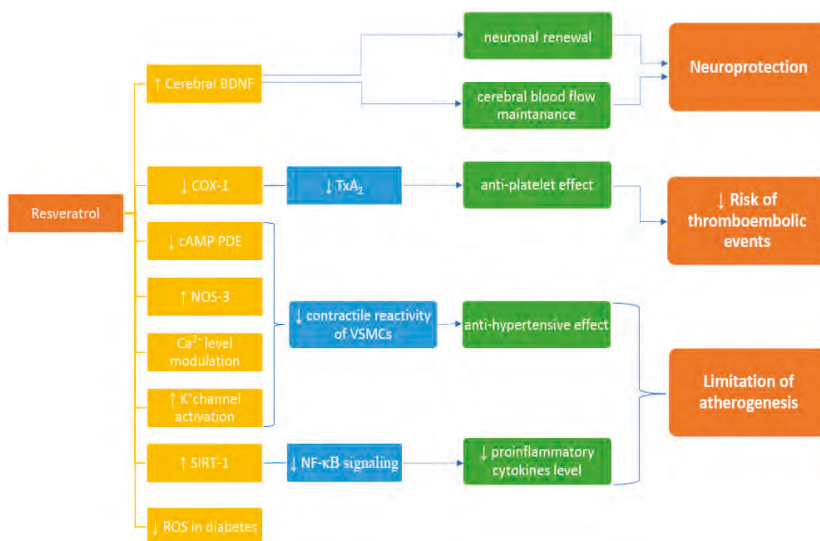 neuronal renewal
Neuroprotection
↑ Cerebral BDNF
cerebral blood flow
maintanance
↓ COX-1
↓ TxA₂
anti-platelet effect
↓ Risk of
thromboembolic
events
Resveratrol
↓ cAMP PDE
↑ NOS-3
↓ contractile reactivity
of VSMCs
anti-hypertensive effect
Ca²⁺ level
modulation
Limitation of
atherogenesis
↑ K⁺channel
activation
↑ SIRT-1
↓ NF-κB signaling
↓ proinflammatory
cytokines level
↓ ROS in diabetes